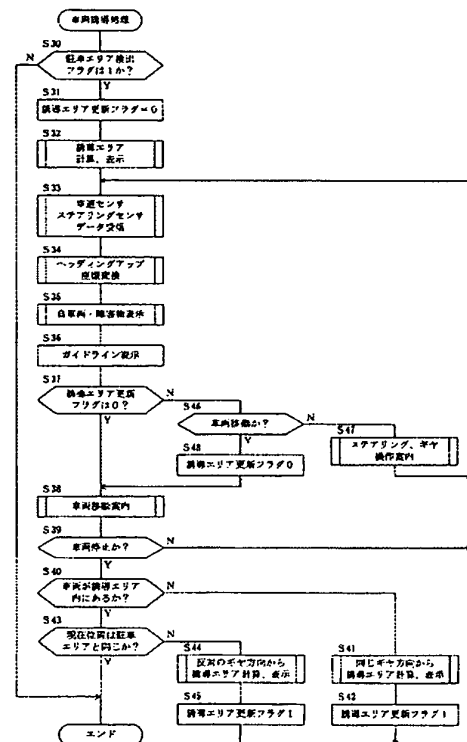 車両誘導処理
S30
駐車エリア検出
フラグは1か?
N
Y
S31
誘導エリア更新フラグ=0
S32
誘導エリア
計算、表示
S33
車速センサ
ステアリングセンサ
データ受信
S34
ヘッディングアップ
座標変換
S35
自車両・障害物表示
S36
ガイドライン表示
S37
誘導エリア更新
フラグは0?
N
Y
S46
車両移動か?
N
Y
S47
ステアリング、ギヤ
操作案内
S48
誘導エリア更新フラグ0
S38
車両移動案内
S39
車両停止か?
N
Y
S40
車両が誘導エリア
内にあるか?
N
Y
S43
現在位置は駐車
エリアと同じか?
N
Y
S44
反対のギヤ方向から
誘導エリア計算、表示
S41
同じギヤ方向から
誘導エリア計算、表示
S45
誘導エリア更新フラグ1
S42
誘導エリア更新フラグ1
エンド